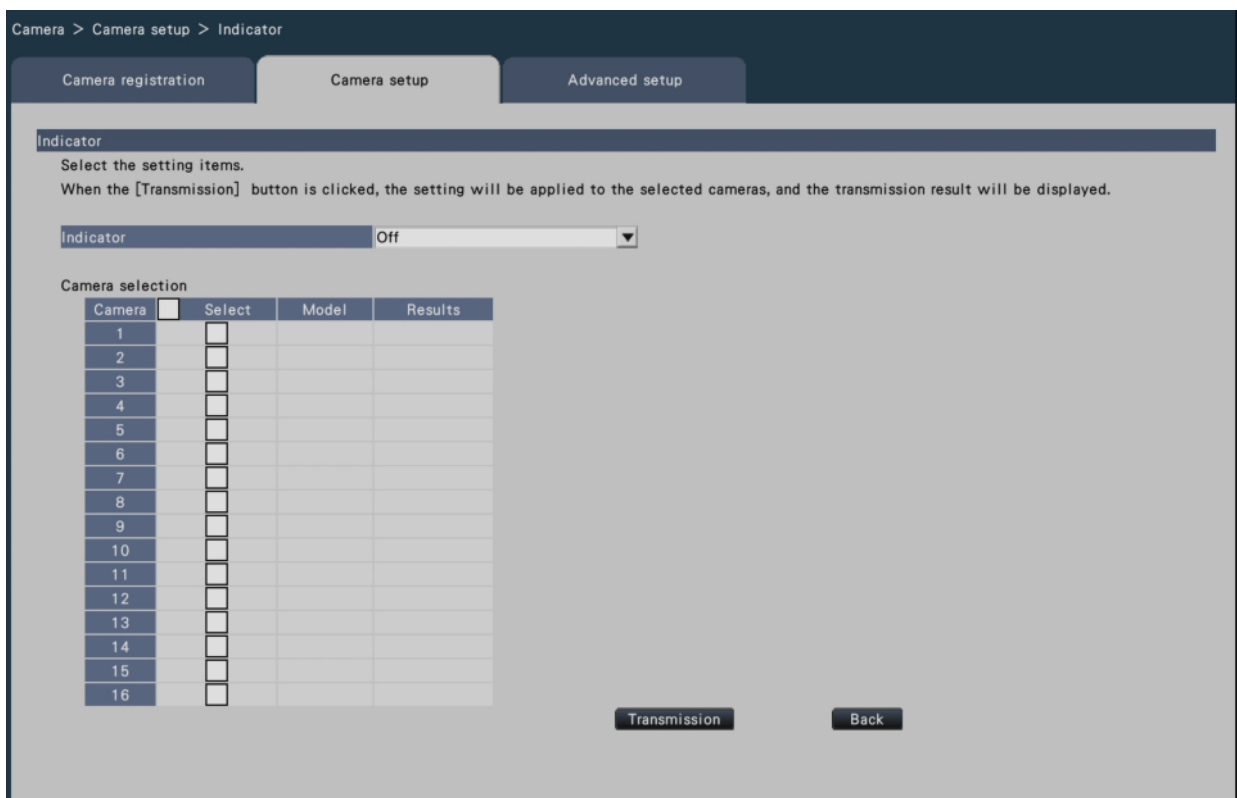 Camera > Camera setup > Indicator
Camera registration Camera setup Advanced setup
Indicator
Select the setting items.
When the [Transmission] button is clicked, the setting will be applied to the selected cameras, and the transmission result will be displayed.
Indicator Off
Camera selection
Camera Select Model Results
1
2
3
4
5
6
7
8
9
10
11
12
13
14
15
16
Transmission Back